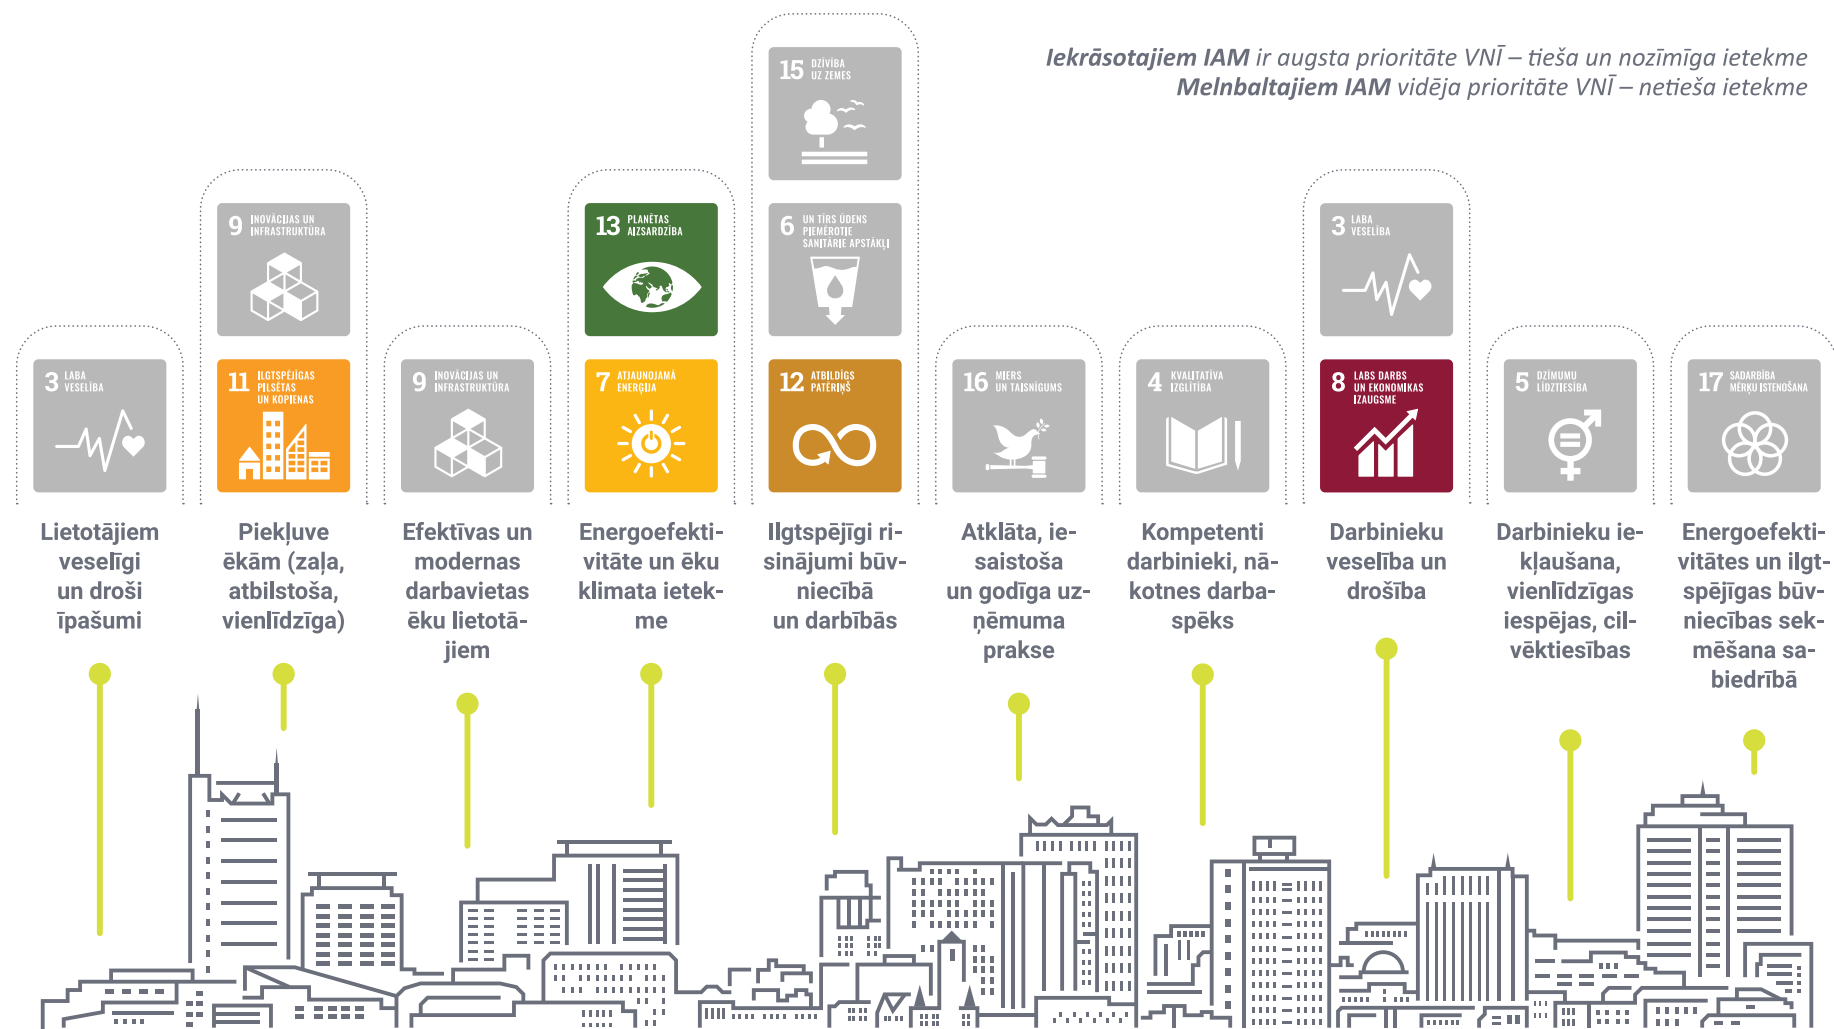 Iekrāsotajiem IAM ir augsta prioritāte VNĪ – tieša un nozīmīga ietekme
Melnbaltajiem IAM vidēja prioritāte VNĪ – netieša ietekme
3 LABA
VESELĪBA
Lietotājiem
veselīgi
un droši
īpašumi
9 INOVĀCIJAS UN
INFRASTRUKTŪRA
11 ILGTSPĒJĪGAS
PILSĒTAS
UN KOPIENAS
Piekļuve
ēkām (zaļa,
atbilstoša,
vienlīdzīga)
9 INOVĀCIJAS UN
INFRASTRUKTŪRA
Efektīvas un
modernas
darbavietas
ēku lietotā-
jiem
13 PLANĒTAS
AIZSARDZĪBA
7 ATJAUNOJAMĀ
ENERĢIJA
Energoefekti-
vitāte un ēku
klimata ietek-
me
15 DZĪVĪBA
UZ ZEMES
6 UN TĪRS ŪDENS
PIEMĒROTIE
SANITĀRIE APSTĀKĻI
12 ATBILDĪGS
PATĒRIŅŠ
Ilgtspējīgi ri-
sinājumi būv-
niecībā
un darbībās
16 MIERS
UN TAISNĪGUMS
Atklāta, ie-
saistoša
un godīga uz-
ņēmuma
prakse
4 KVALITATĪVA
IZGLĪTĪBA
Kompetenti
darbinieki, nā-
kotnes darba-
spēks
3 LABA
VESELĪBA
8 LABS DARBS
UN EKONOMIKAS
IZAUGSME
Darbinieku
veselība un
drošība
5 DZIMUMU
LĪDZTIESĪBA
Darbinieku ie-
kļaušana,
vienlīdzīgas
iespējas, cil-
vēktiesības
17 SADARBĪBA
MĒRĶU ĪSTENOŠANA
Energoefekti-
vitātes un ilgt-
spējīgas būv-
niecības sek-
mēšana sa-
biedrībā